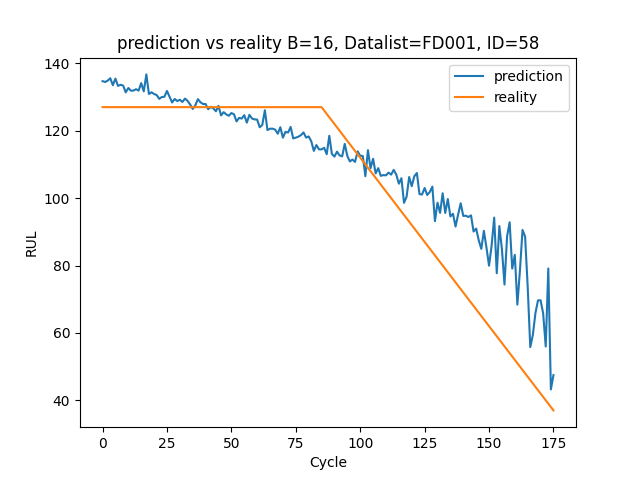 prediction vs reality B=16, Datalist=FD001, ID=58
prediction
reality
140
120
100
80
60
40
RUL
0 25 50 75 100 125 150 175
Cycle